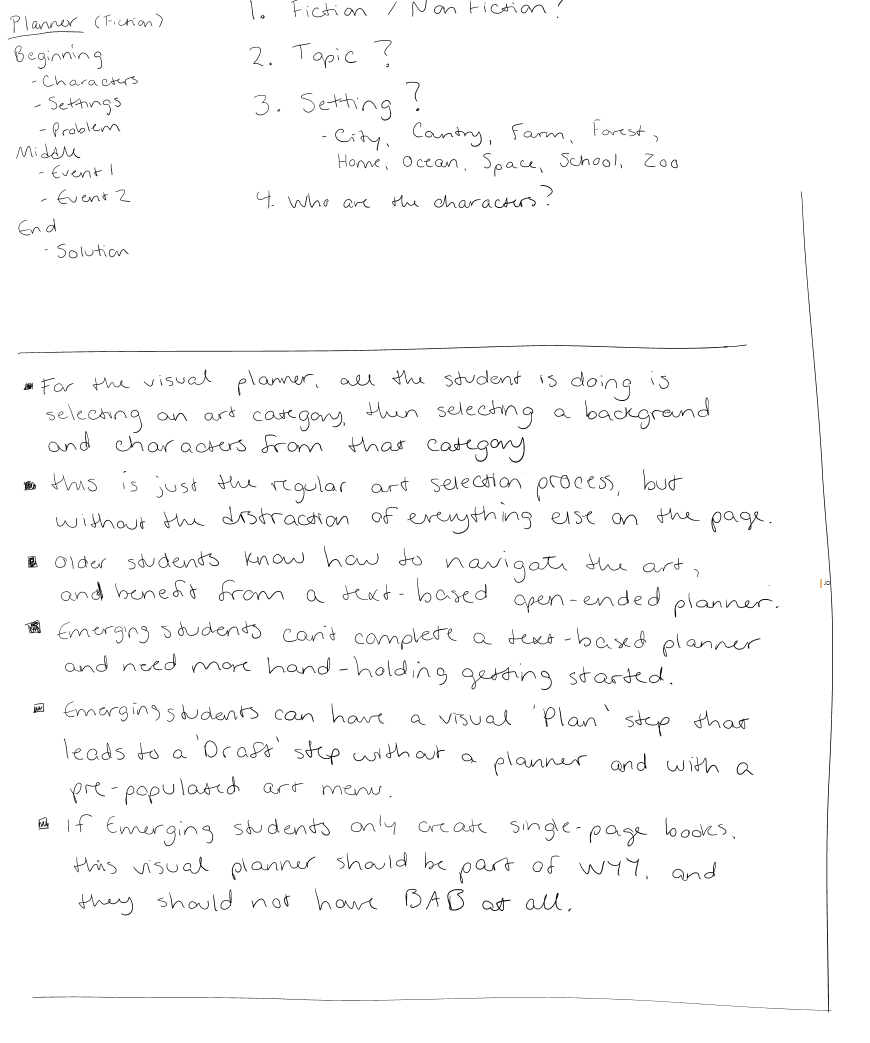 Planner (Fiction)
Beginning
- Characters
- Settings
- Problem
Middle
- Event 1
- Event 2
End
- Solution
1. Fiction / Non Fiction?
2. Topic ?
3. Setting ?
- City, Cantry, Farm, Forest,
Home, Ocean, Space, School, Zoo
4. Who are the characters?
▪ For the visual planner, all the student is doing is
selecting an art category, then selecting a backgrand
and characters from that category
▪ this is just the regular art selection process, but
without the distraction of everything else on the page.
▪ Older students know how to navigate the art,
and benefit from a text-based open-ended planner.
▪ Emerging students can't complete a text-based planner
and need more hand-holding getting started.
▪ Emerging students can have a visual 'Plan' step that
leads to a 'Draft' step without a planner and with a
pre-populated art menu.
▪ If Emerging students only create single-page books,
this visual planner should be part of WYY, and
they should not have BAB at all.